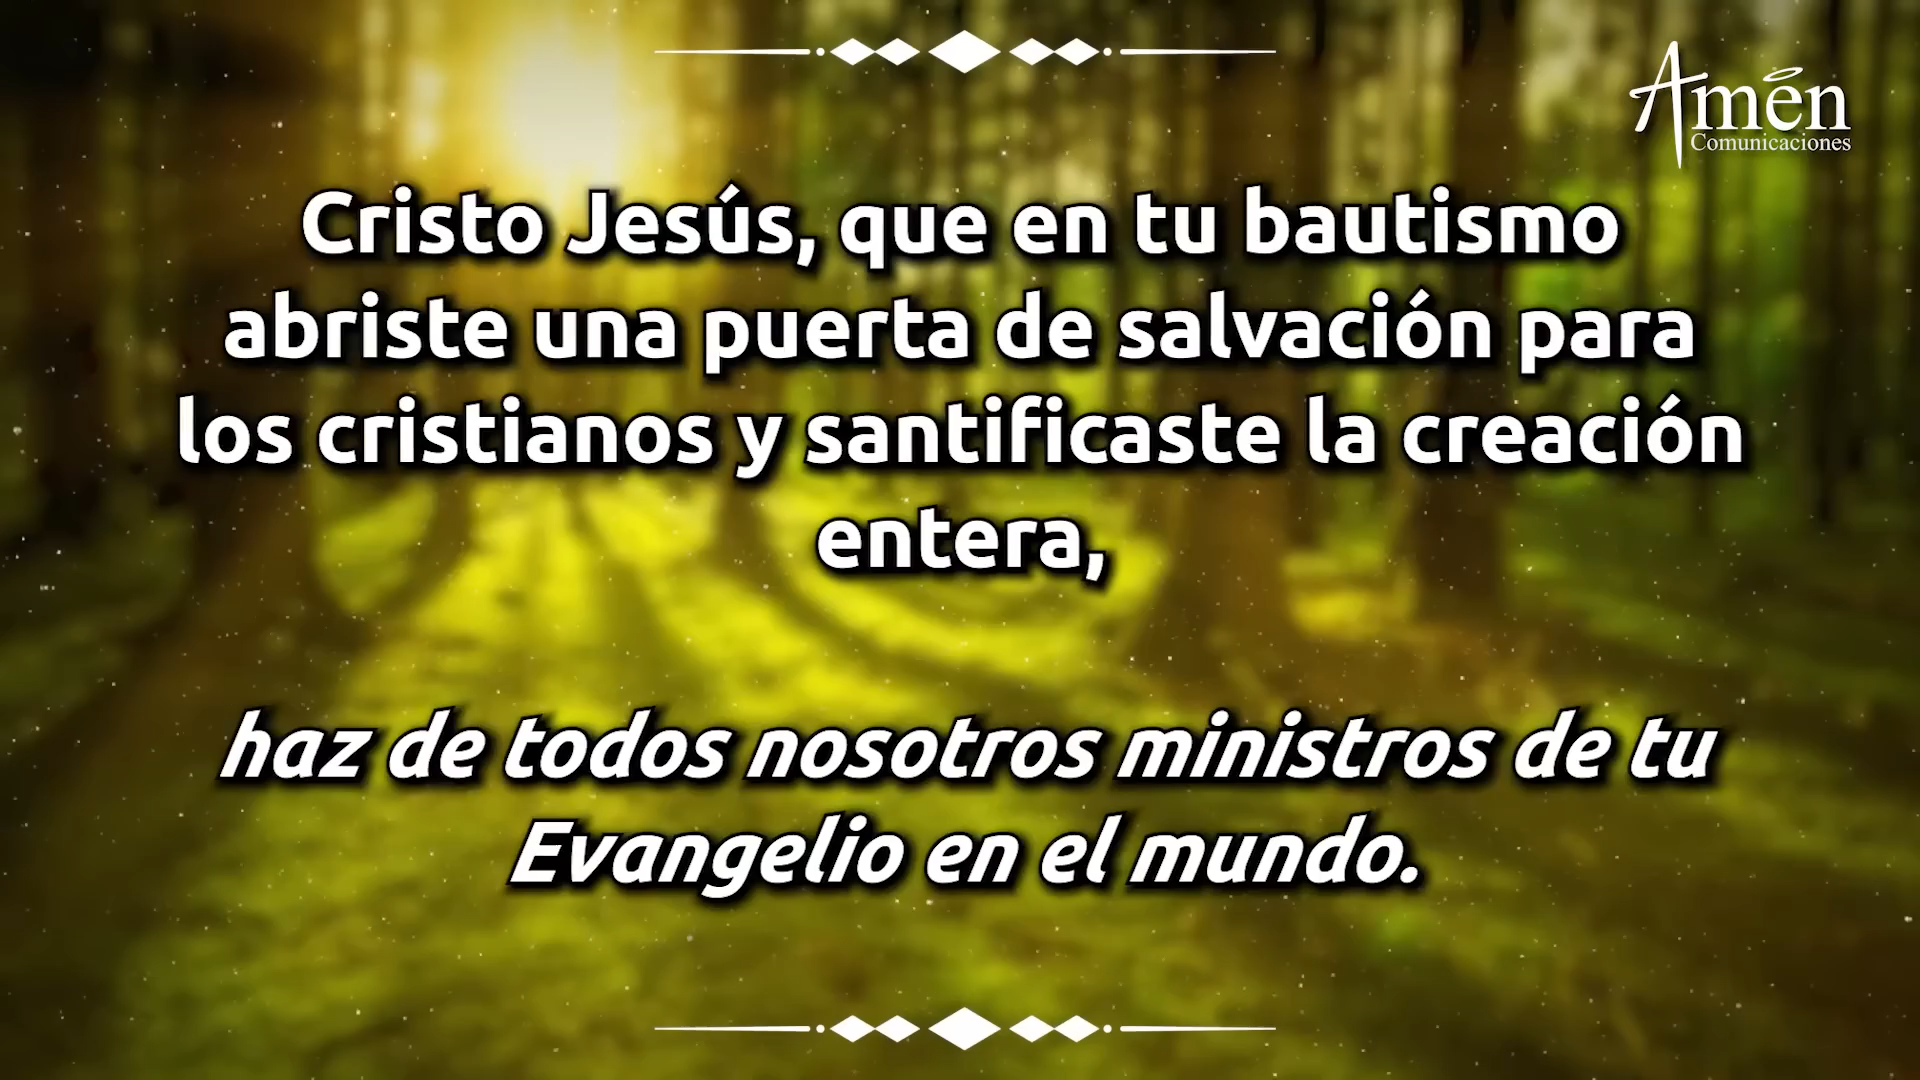 Amén
Comunicaciones
Cristo Jesús, que en tu bautismo
abriste una puerta de salvación para
los cristianos y santificaste la creación
entera,
haz de todos nosotros ministros de tu
Evangelio en el mundo.